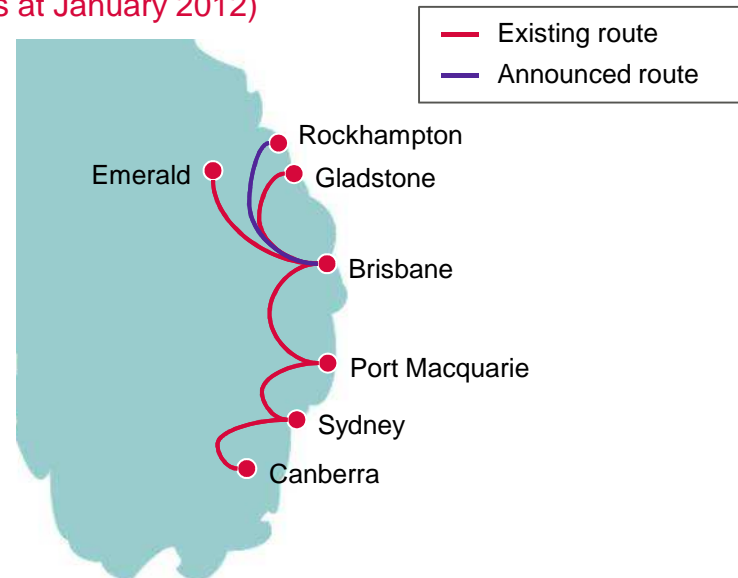 s at January 2012)
Existing route
Announced route
Rockhampton
Emerald
Gladstone
Brisbane
Port Macquarie
Sydney
Canberra